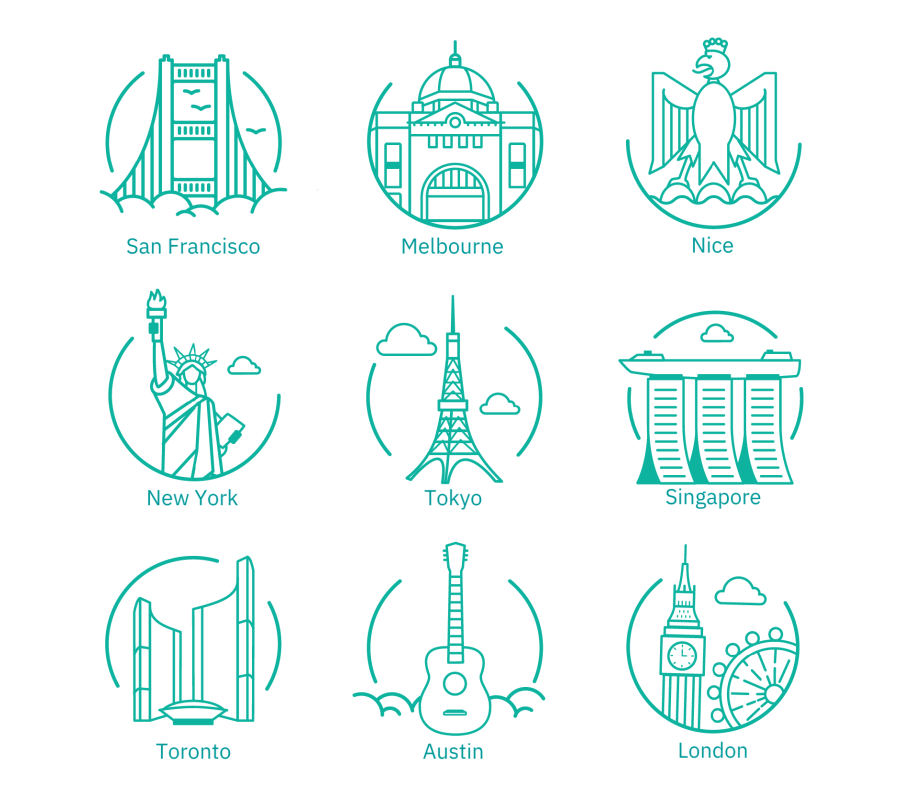 San Francisco
Melbourne
Nice
New York
Tokyo
Singapore
Toronto
Austin
London